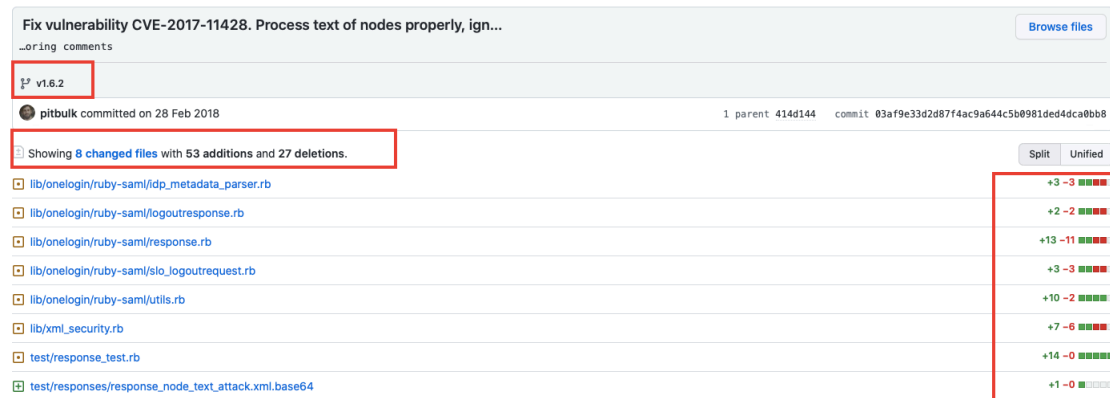 Fix vulnerability CVE-2017-11428. Process text of nodes properly, ign...
Browse files
…oring comments
v1.6.2
pitbulk committed on 28 Feb 2018
1 parent 414d144 commit 03af9e33d2d87f4ac9a644c5b0981ded4dca0bb8
Showing 8 changed files with 53 additions and 27 deletions.
Split Unified
lib/onelogin/ruby-saml/idp_metadata_parser.rb +3 −3
lib/onelogin/ruby-saml/logoutresponse.rb +2 −2
lib/onelogin/ruby-saml/response.rb +13 −11
lib/onelogin/ruby-saml/slo_logoutrequest.rb +3 −3
lib/onelogin/ruby-saml/utils.rb +10 −2
lib/xml_security.rb +7 −6
test/response_test.rb +14 −0
test/responses/response_node_text_attack.xml.base64 +1 −0